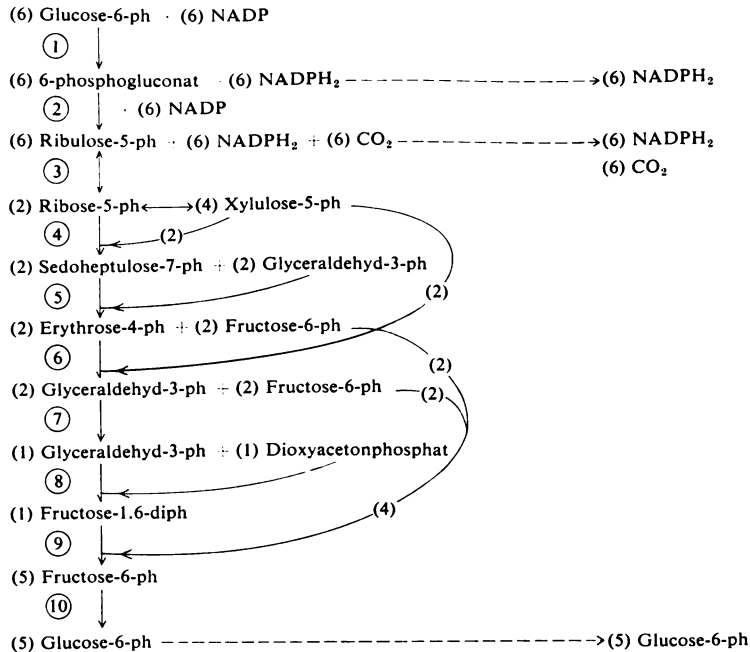 (6) Glucose-6-ph · (6) NADP
1
(6) 6-phosphogluconat · (6) NADPH₂ (6) NADPH₂
2 · (6) NADP
(6) Ribulose-5-ph + (6) NADPH₂ + (6) CO₂ (6) NADPH₂
3 (6) CO₂
(2) Ribose-5-ph (4) Xylulose-5-ph
4 (2)
(2) Sedoheptulose-7-ph + (2) Glyceraldehyd-3-ph
5 (2)
(2) Erythrose-4-ph + (2) Fructose-6-ph
6 (2)
(2) Glyceraldehyd-3-ph + (2) Fructose-6-ph (2)
7
(1) Glyceraldehyd-3-ph + (1) Dioxyacetonphosphat
8
(1) Fructose-1.6-diph (4)
9
(5) Fructose-6-ph
10
(5) Glucose-6-ph (5) Glucose-6-ph